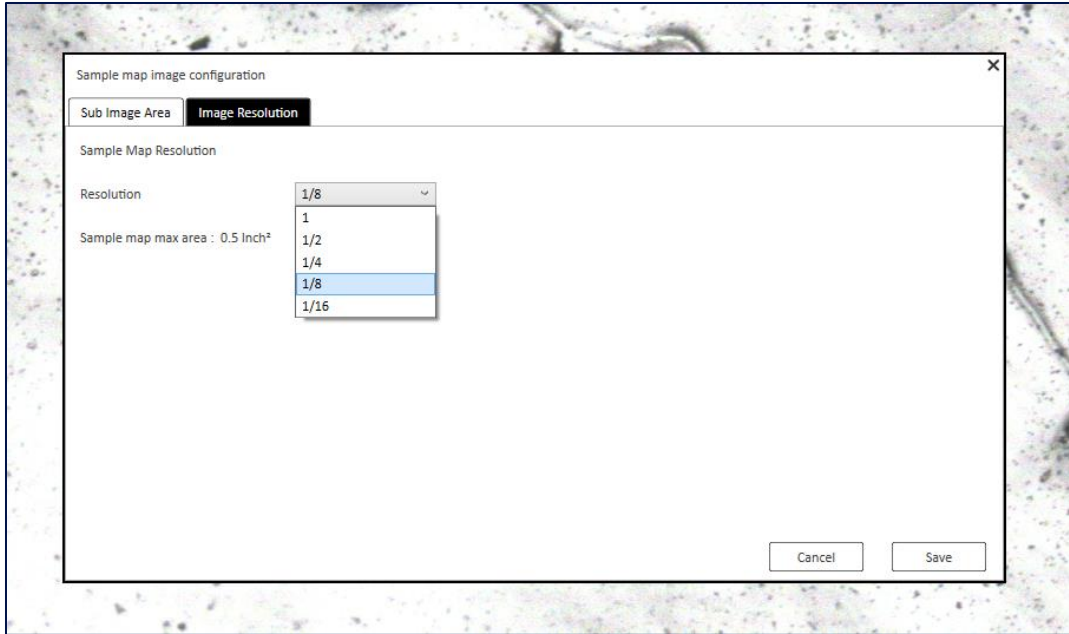 Sample map image configuration
Sub Image Area
Image Resolution
Sample Map Resolution
Resolution
1/8
1
1/2
1/4
1/8
1/16
Sample map max area : 0.5 Inch²
Cancel
Save